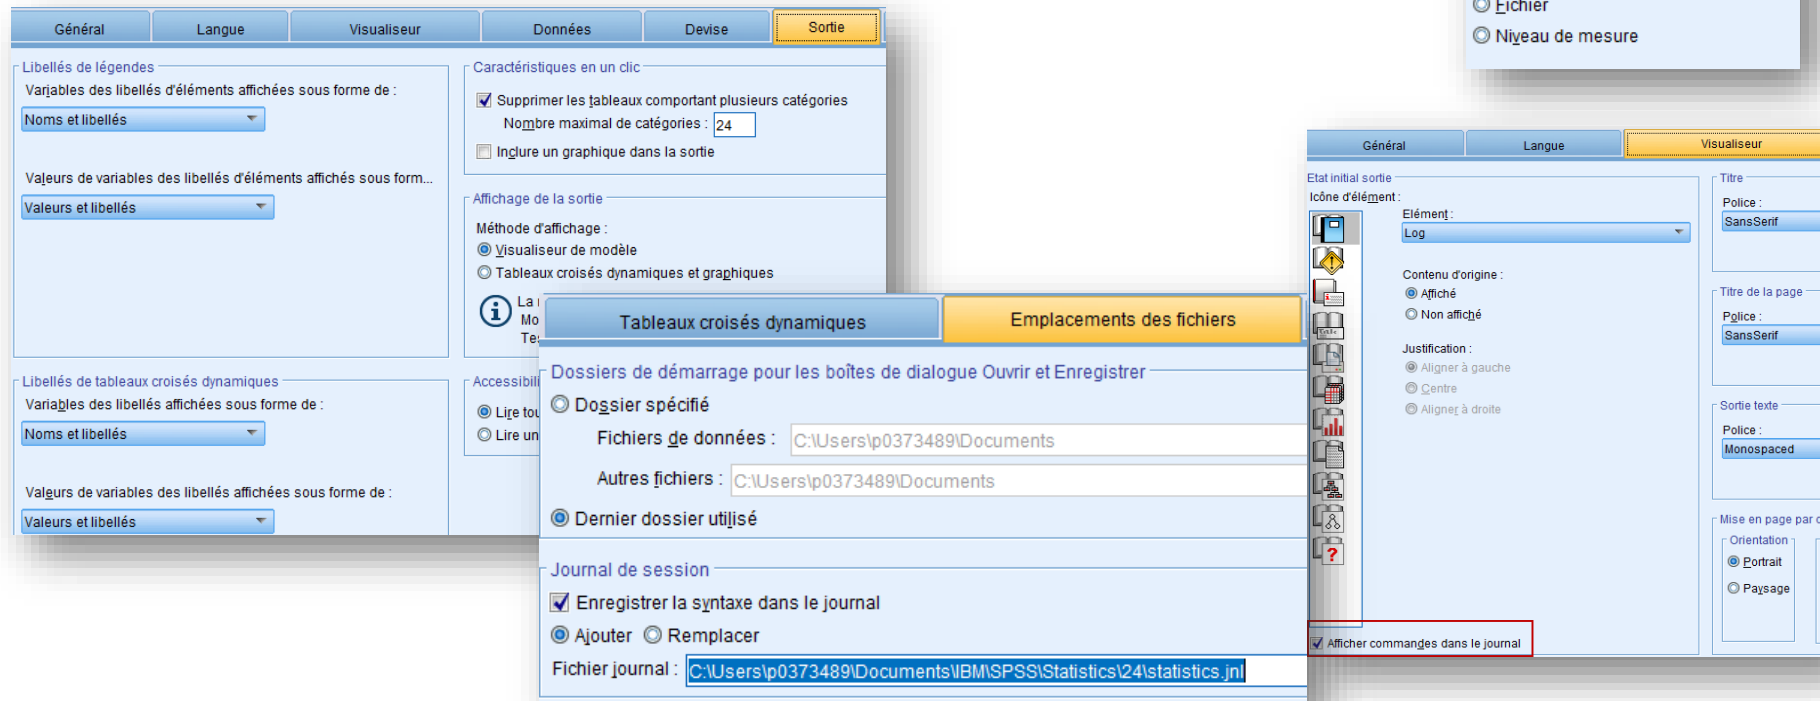 Fichier
Niveau de mesure
Général Langue Visualiseur Données Devise Sortie
Libellés de légendes
Variables des libellés d'éléments affichées sous forme de :
Noms et libellés
Valeurs de variables des libellés d'éléments affichés sous form...
Valeurs et libellés
Libellés de tableaux croisés dynamiques
Variables des libellés affichées sous forme de :
Noms et libellés
Valeurs de variables des libellés affichées sous forme de :
Valeurs et libellés
Caractéristiques en un clic
Supprimer les tableaux comportant plusieurs catégories
Nombre maximal de catégories : 24
Inclure un graphique dans la sortie
Affichage de la sortie
Méthode d'affichage :
Visualiseur de modèle
Tableaux croisés dynamiques et graphiques
La
Mo
Tes
Accessibili
Lire tou
Lire un
Tableaux croisés dynamiques Emplacements des fichiers
Dossiers de démarrage pour les boîtes de dialogue Ouvrir et Enregistrer
Dossier spécifié
Fichiers de données : C:\Users\p0373489\Documents
Autres fichiers : C:\Users\p0373489\Documents
Dernier dossier utilisé
Journal de session
Enregistrer la syntaxe dans le journal
Ajouter Remplacer
Fichier journal : C:\Users\p0373489\Documents\IBM\SPSS\Statistics\24\statistics.jnl
Général Langue Visualiseur
Etat initial sortie
Icône d'élément :
Elément :
Log
Contenu d'origine :
Affiché
Non affiché
Justification :
Aligner à gauche
Centre
Aligner à droite
Afficher commandes dans le journal
Titre
Police :
SansSerif
Titre de la page
Police :
SansSerif
Sortie texte
Police :
Monospaced
Mise en page par d
Orientation
Portrait
Paysage